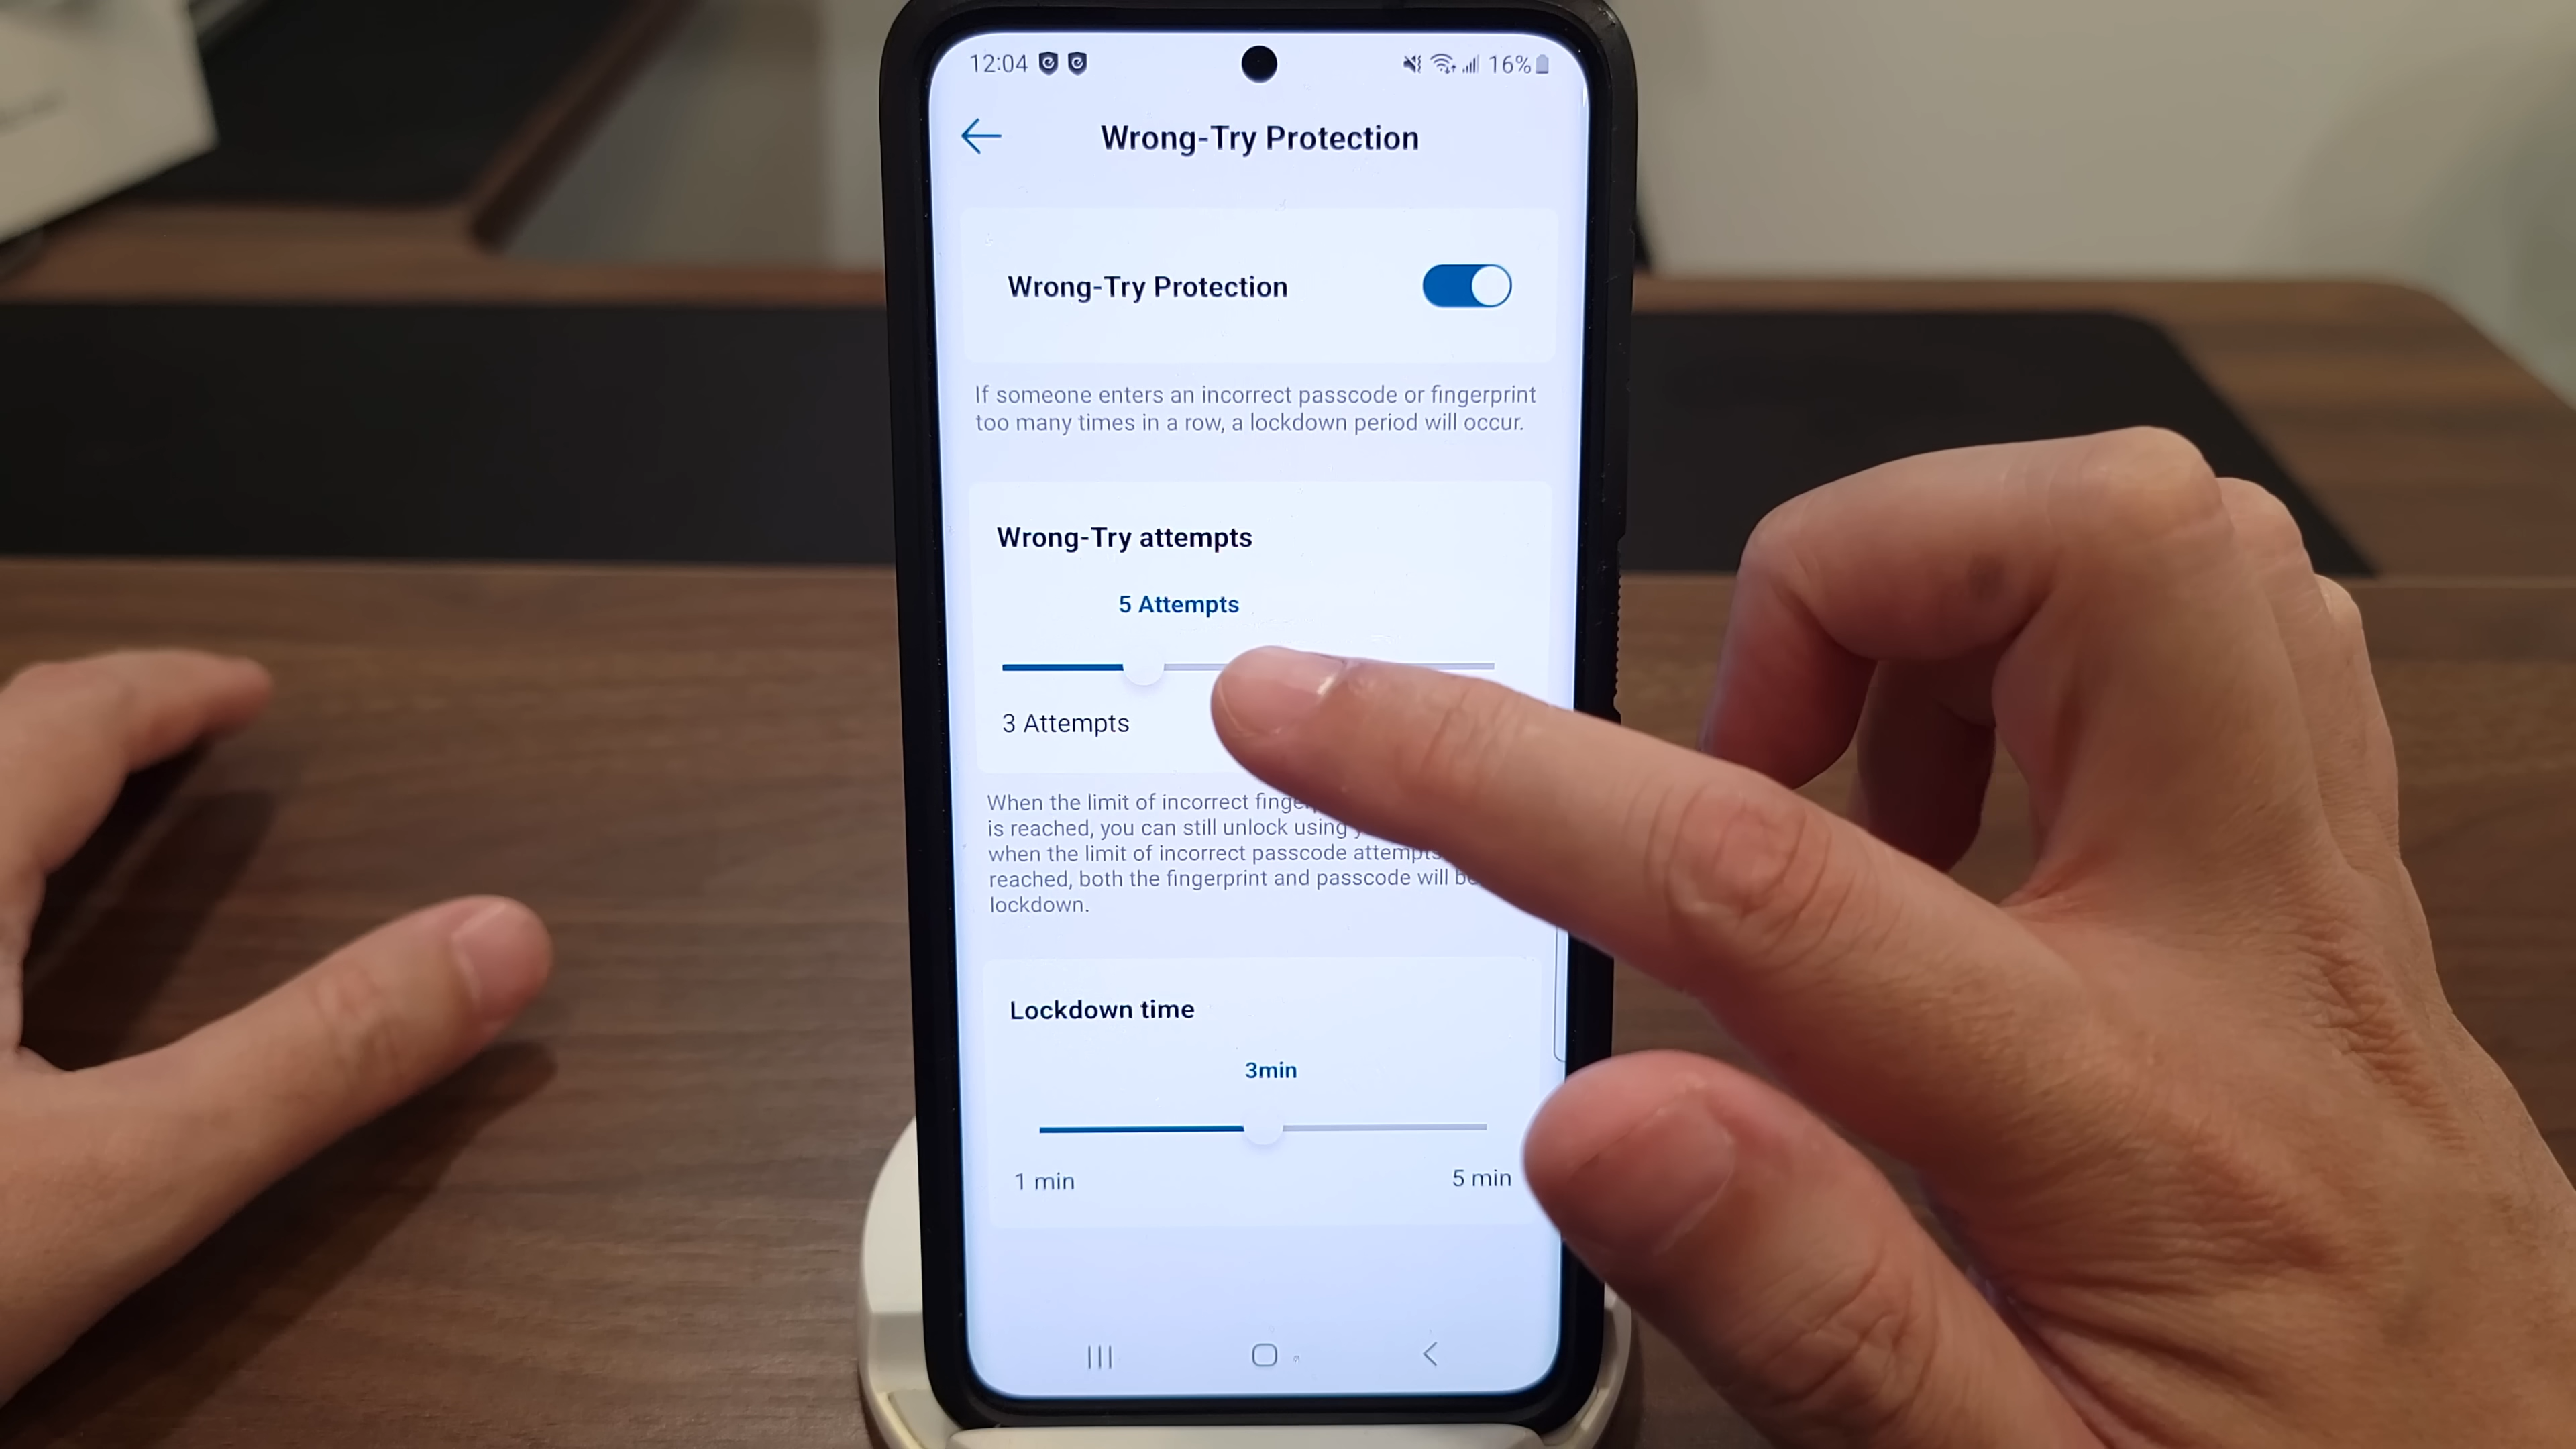 12:04 16%
Wrong-Try Protection
Wrong-Try Protection
If someone enters an incorrect passcode or fingerprint
too many times in a row, a lockdown period will occur.
Wrong-Try attempts
5 Attempts
3 Attempts
When the limit of incorrect
is reached, you can still unlock using
when the limit of incorrect passcode attempts
reached, both the fingerprint and passcode will
lockdown.
Lockdown time
3min
1 min 5 min